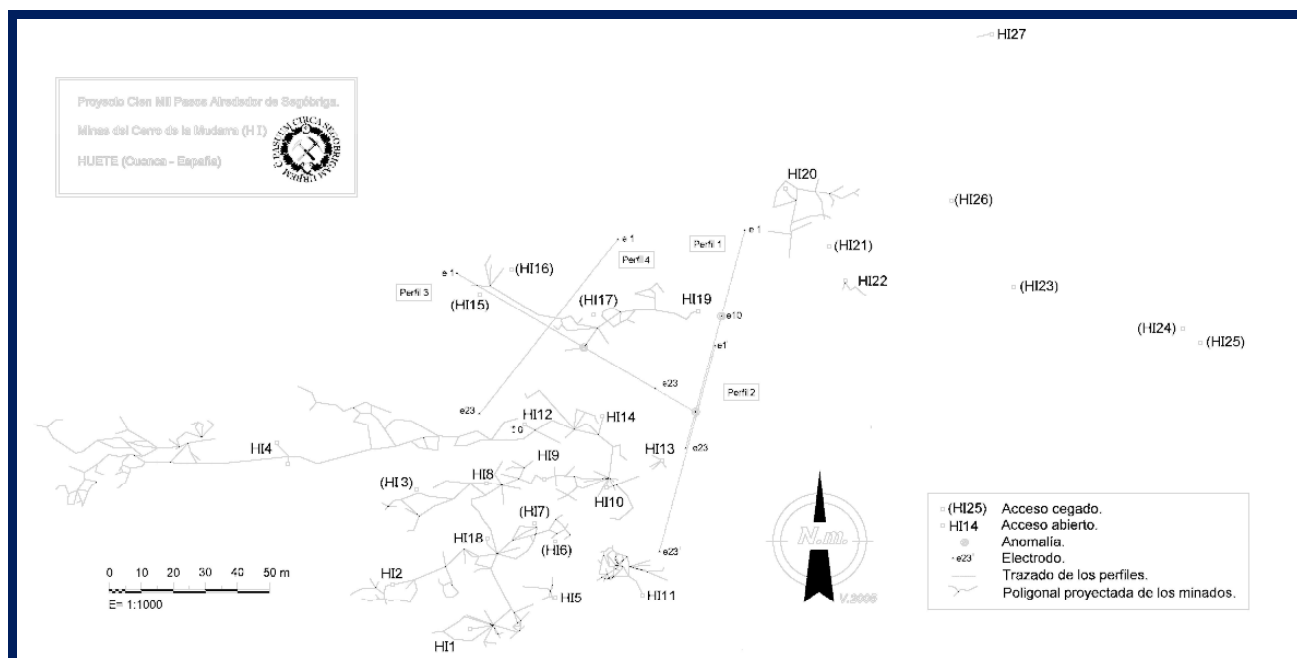 HI27
Proyecto Cien Mil Pasos Alrededor de Segóbriga.
Minas del Cerro de la Mudarra (H I)
HUETE (Cuenca - España)
HI20
(HI26)
e 1
e 1
Perfil 1
(HI21)
Perfil 4
(HI16)
e 1
HI22
(HI23)
Perfil 3
(HI15)
(HI17)
HI19
e10
(HI24)
e1
(HI25)
e23
Perfil 2
e23
HI12
HI14
HI4
HI13
e23
HI9
HI8
(HI3)
HI10
(HI25) Acceso cegado.
HI14 Acceso abierto.
(HI7)
HI18
(HI6)
N.m.
Anomalía.
e23' Electrodo.
e23'
0 10 20 30 40 50 m
HI2
Trazado de los perfiles.
Poligonal proyectada de los minados.
HI5
HI11
V.2005
E= 1:1000
HI1